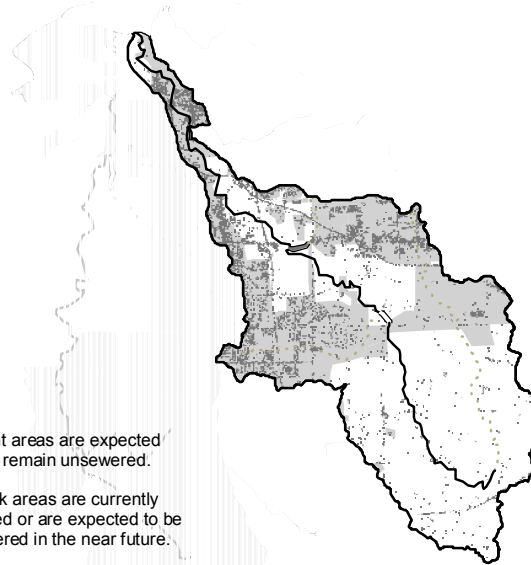 t areas are expected
remain unsewered.
k areas are currently
ed or are expected to be
ered in the near future.